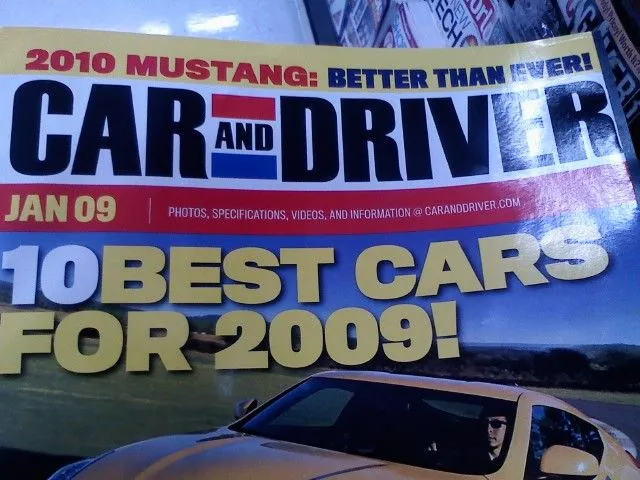 2010 MUSTANG: BETTER THAN EVER!
CAR AND DRIVER
JAN 09 PHOTOS, SPECIFICATIONS, VIDEOS, AND INFORMATION @ CARANDDRIVER.COM
10BEST CARS
FOR 2009!